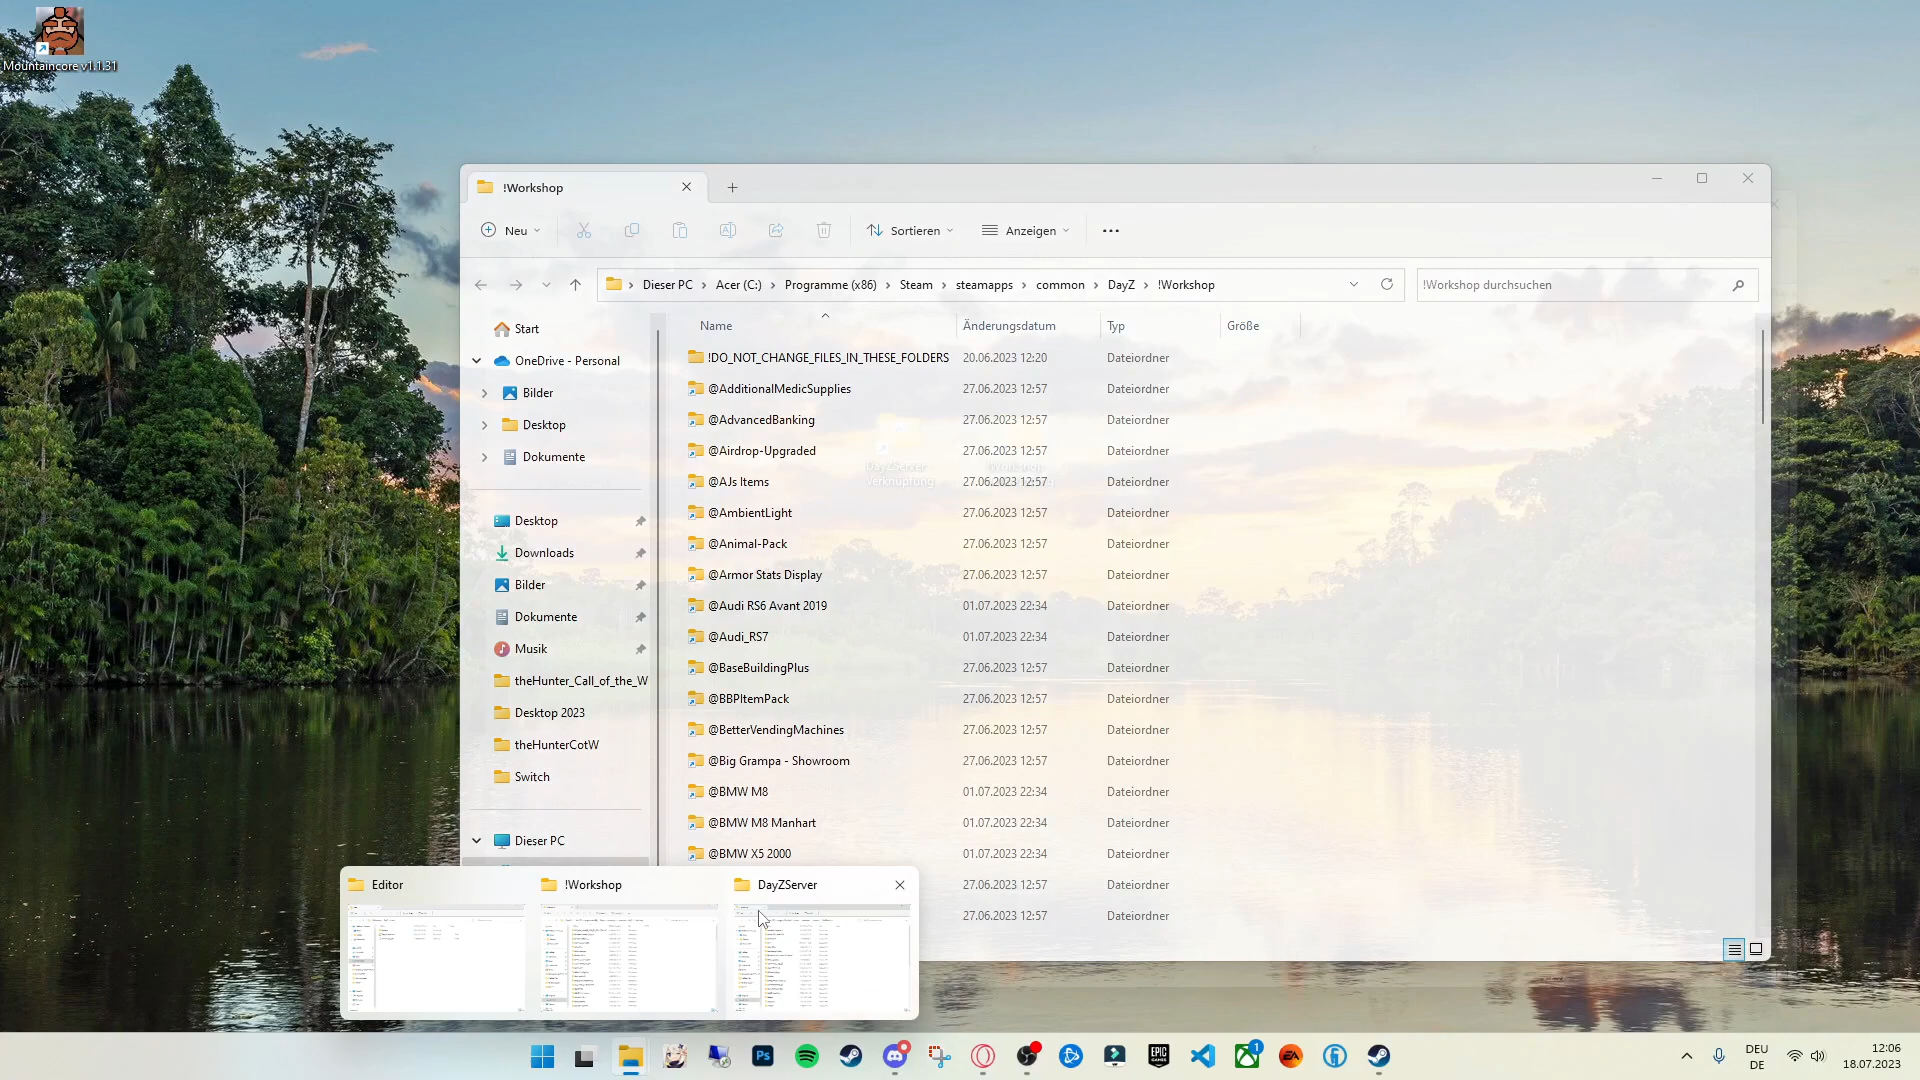 Mountaincore v1.1.31
!Workshop
Neu
Sortieren
Anzeigen
Dieser PC
Acer (C:)
Programme (x86)
Steam
steamapps
common
DayZ
!Workshop
!Workshop durchsuchen
Start
OneDrive - Personal
Bilder
Desktop
Dokumente
Desktop
Downloads
Bilder
Dokumente
Musik
theHunter_Call_of_the_W
Desktop 2023
theHunterCotW
Switch
Dieser PC
Name Änderungsdatum Typ Größe
!DO_NOT_CHANGE_FILES_IN_THESE_FOLDERS 20.06.2023 12:20 Dateiordner
@AdditionalMedicSupplies 27.06.2023 12:57 Dateiordner
@AdvancedBanking 27.06.2023 12:57 Dateiordner
@Airdrop-Upgraded 27.06.2023 12:57 Dateiordner
@AJs Items 27.06.2023 12:57 Dateiordner
@AmbientLight 27.06.2023 12:57 Dateiordner
@Animal-Pack 27.06.2023 12:57 Dateiordner
@Armor Stats Display 27.06.2023 12:57 Dateiordner
@Audi RS6 Avant 2019 01.07.2023 22:34 Dateiordner
@Audi_RS7 01.07.2023 22:34 Dateiordner
@BaseBuildingPlus 27.06.2023 12:57 Dateiordner
@BBPItemPack 27.06.2023 12:57 Dateiordner
@BetterVendingMachines 27.06.2023 12:57 Dateiordner
@Big Grampa - Showroom 27.06.2023 12:57 Dateiordner
@BMW M8 01.07.2023 22:34 Dateiordner
@BMW M8 Manhart 01.07.2023 22:34 Dateiordner
@BMW X5 2000 01.07.2023 22:34 Dateiordner
27.06.2023 12:57 Dateiordner
27.06.2023 12:57 Dateiordner
DayZServer
Verknüpfung
!Workshop
Editor
!Workshop
DayZServer
Ps
EPIC
GAMES
1
EA
DEU
DE
12:06
18.07.2023